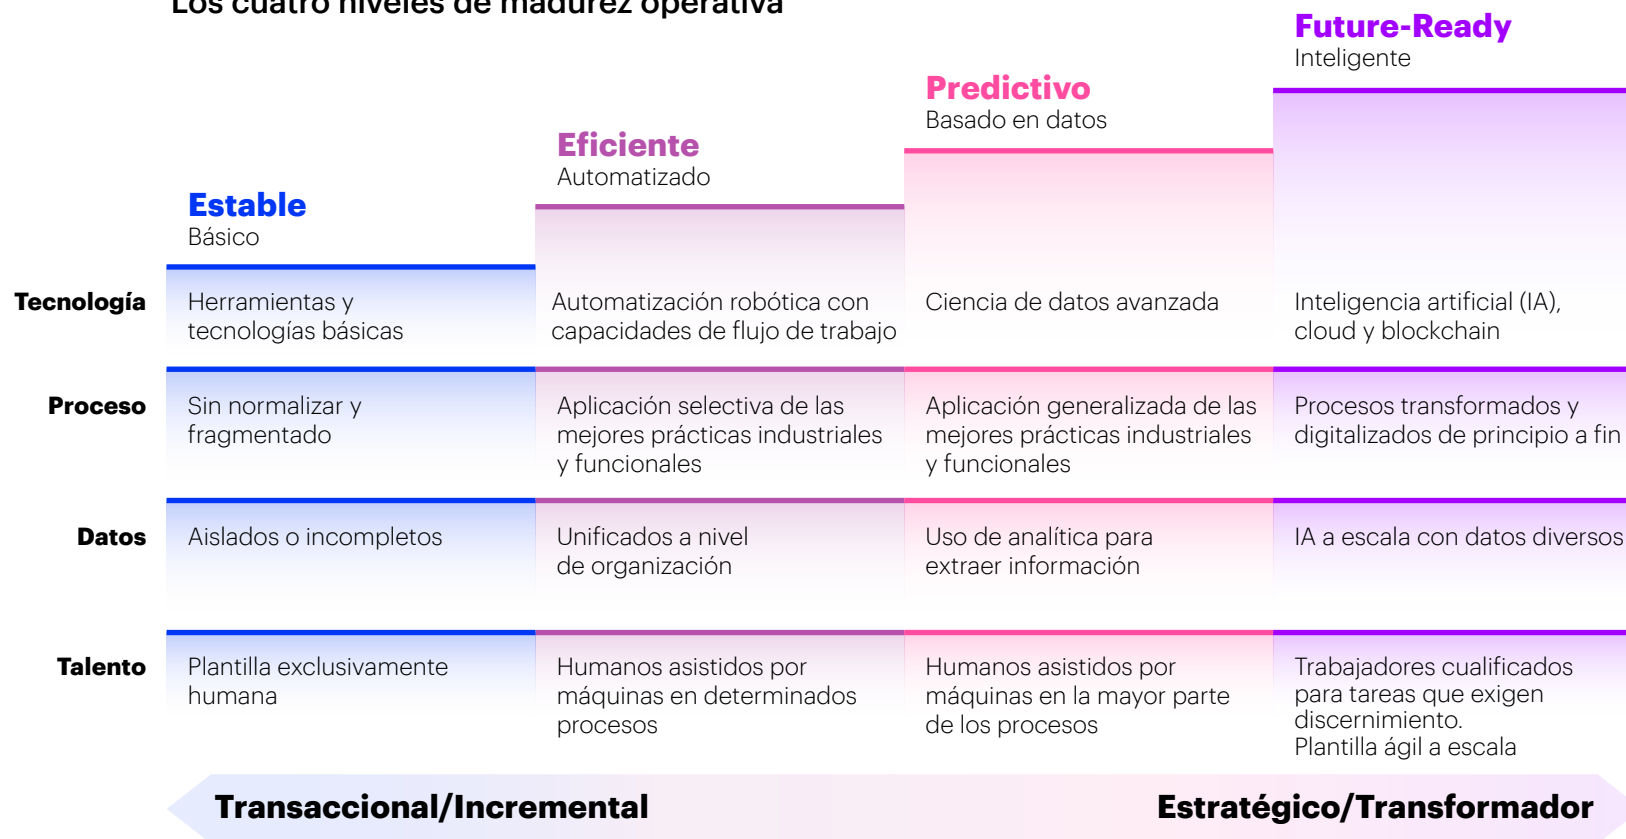 Los cuatro niveles de madurez operativa
Future-Ready
Inteligente
Predictivo
Basado en datos
Eficiente
Automatizado
Estable
Básico
Tecnología
Herramientas y
tecnologías básicas
Automatización robótica con
capacidades de flujo de trabajo
Ciencia de datos avanzada
Inteligencia artificial (IA),
cloud y blockchain
Proceso
Sin normalizar y
fragmentado
Aplicación selectiva de las
mejores prácticas industriales
y funcionales
Aplicación generalizada de las
mejores prácticas industriales
y funcionales
Procesos transformados y
digitalizados de principio a fin
Datos
Aislados o incompletos
Unificados a nivel
de organización
Uso de analítica para
extraer información
IA a escala con datos diversos
Talento
Plantilla exclusivamente
humana
Humanos asistidos por
máquinas en determinados
procesos
Humanos asistidos por
máquinas en la mayor parte
de los procesos
Trabajadores cualificados
para tareas que exigen
discernimiento.
Plantilla ágil a escala
Transaccional/Incremental
Estratégico/Transformador